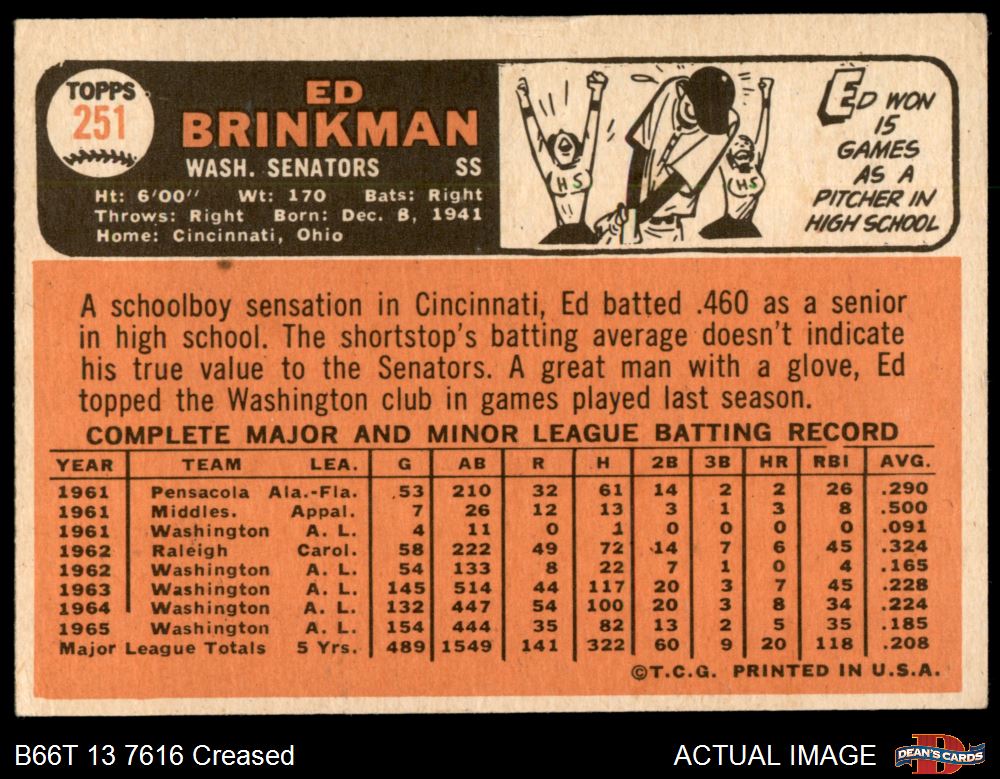 TOPPS
251
ED
BRINKMAN
WASH. SENATORS SS
Ht: 6'00" Wt: 170 Bats: Right
Throws: Right Born: Dec. 8, 1941
Home: Cincinnati, Ohio
HS
HS
ED WON
15
GAMES
AS A
PITCHER IN
HIGH SCHOOL
A schoolboy sensation in Cincinnati, Ed batted .460 as a senior
in high school. The shortstop's batting average doesn't indicate
his true value to the Senators. A great man with a glove, Ed
topped the Washington club in games played last season.
COMPLETE MAJOR AND MINOR LEAGUE BATTING RECORD
YEAR TEAM LEA. G AB R H 2B 3B HR RBI AVG.
1961 Pensacola Ala.-Fla. 53 210 32 61 14 2 2 26 .290
1961 Middles. Appal. 7 26 12 13 3 1 3 8 .500
1961 Washington A. L. 4 11 0 1 0 0 0 0 .091
1962 Raleigh Carol. 58 222 49 72 14 7 6 45 .324
1962 Washington A. L. 54 133 8 22 7 1 0 4 .165
1963 Washington A. L. 145 514 44 117 20 3 7 45 .228
1964 Washington A. L. 132 447 54 100 20 3 8 34 .224
1965 Washington A. L. 154 444 35 82 13 2 5 35 .185
Major League Totals 5 Yrs. 489 1549 141 322 60 9 20 118 .208
©T.C.G. PRINTED IN U.S.A.
B66T 13 7616 Creased
ACTUAL IMAGE
DEAN'S CARDS